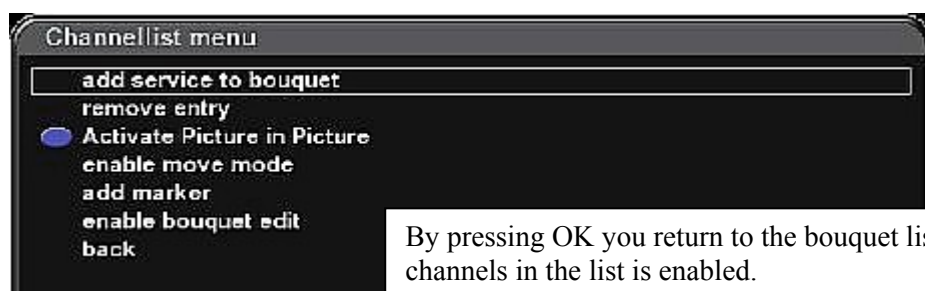 Channellist menu
add service to bouquet
remove entry
Activate Picture in Picture
enable move mode
add marker
enable bouquet edit
back
By pressing OK you return to the bouquet
channels in the list is enabled.